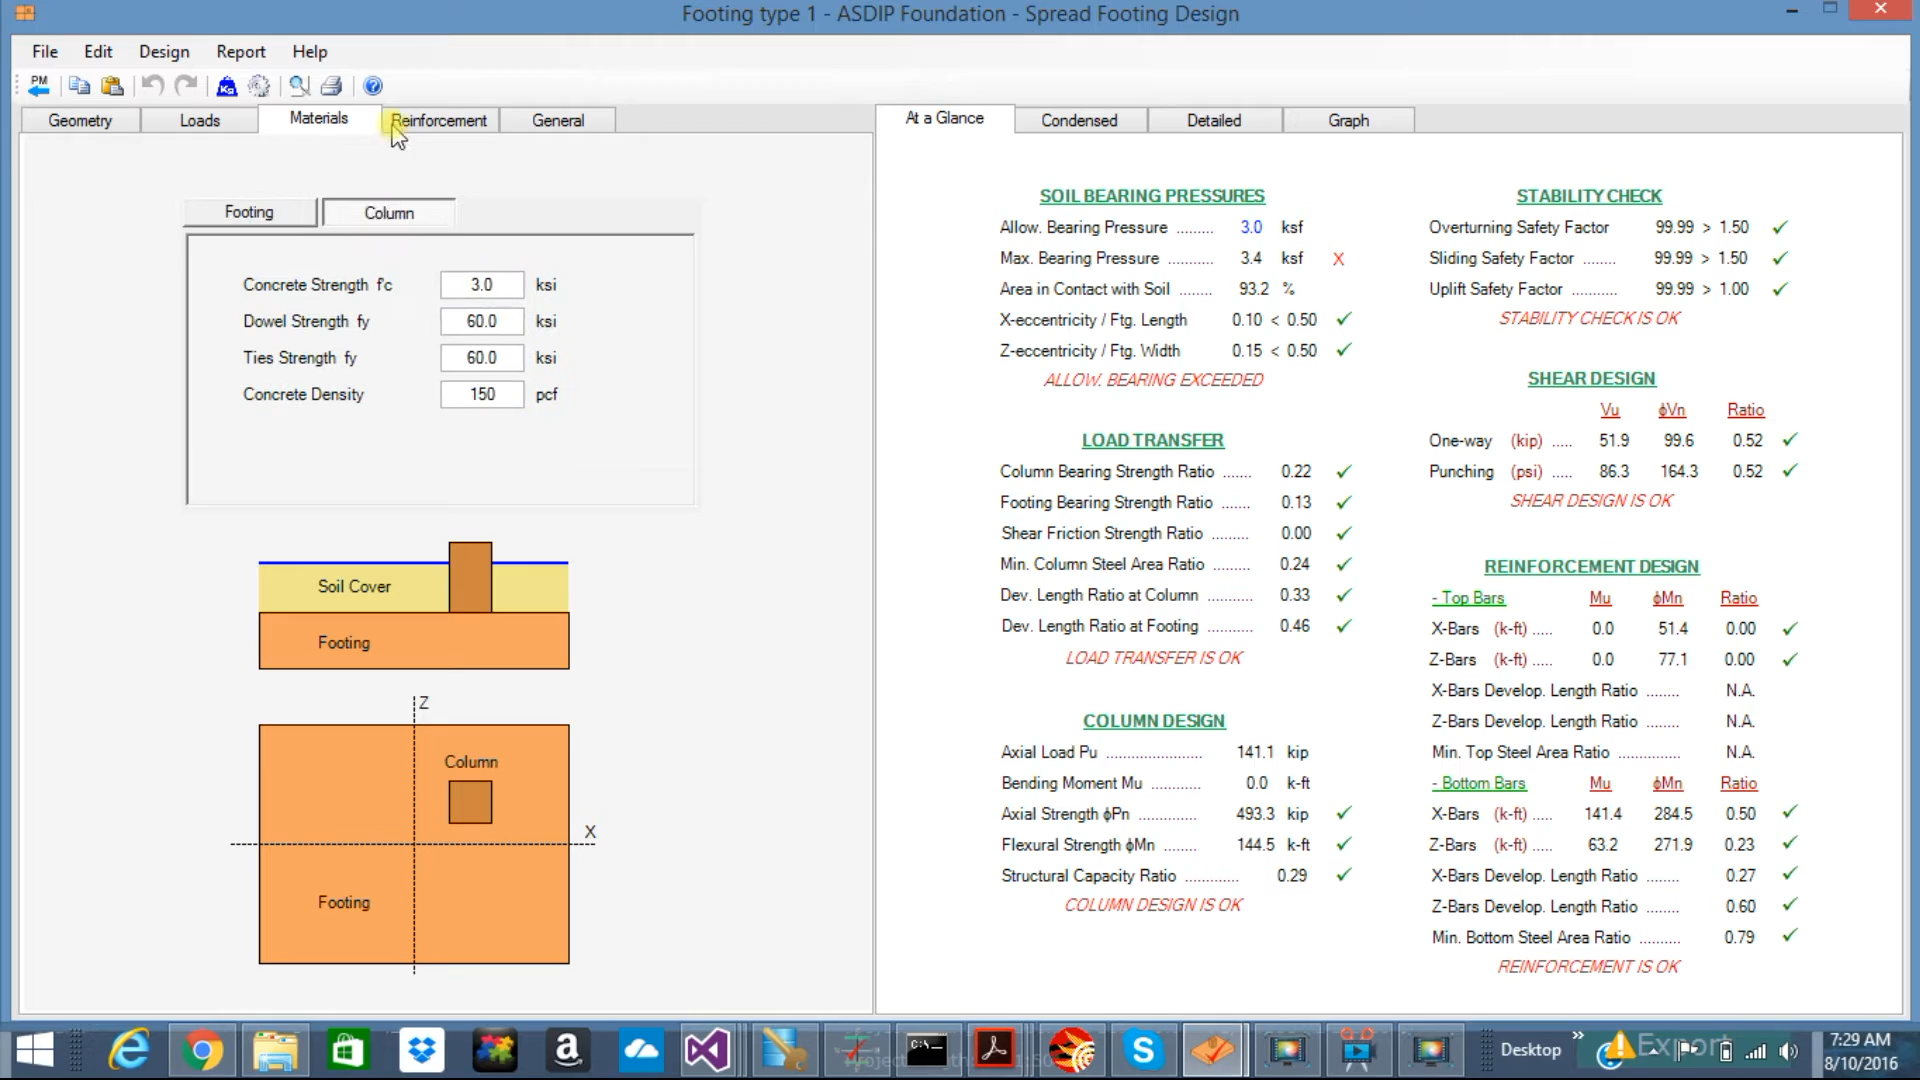 Footing type 1 - ASDIP Foundation - Spread Footing Design
File Edit Design Report Help
PM Kg
Geometry Loads Materials Reinforcement General
At a Glance Condensed Detailed Graph
Footing Column
Concrete Strength f'c 3.0 ksi
Dowel Strength fy 60.0 ksi
Ties Strength fy 60.0 ksi
Concrete Density 150 pcf
Soil Cover
Footing
Z
Column
X
Footing
SOIL BEARING PRESSURES
Allow. Bearing Pressure ........ 3.0 ksf
Max. Bearing Pressure ........... 3.4 ksf X
Area in Contact with Soil ....... 93.2 %
X-eccentricity / Ftg. Length 0.10 < 0.50 ✓
Z-eccentricity / Ftg. Width 0.15 < 0.50 ✓
ALLOW. BEARING EXCEEDED
LOAD TRANSFER
Column Bearing Strength Ratio ...... 0.22 ✓
Footing Bearing Strength Ratio ...... 0.13 ✓
Shear Friction Strength Ratio ........ 0.00 ✓
Min. Column Steel Area Ratio ........ 0.24 ✓
Dev. Length Ratio at Column .......... 0.33 ✓
Dev. Length Ratio at Footing .......... 0.46 ✓
LOAD TRANSFER IS OK
COLUMN DESIGN
Axial Load Pu ...................... 141.1 kip
Bending Moment Mu ........... 0.0 k-ft
Axial Strength ϕPn ............. 493.3 kip ✓
Flexural Strength ϕMn ....... 144.5 k-ft ✓
Structural Capacity Ratio ............ 0.29 ✓
COLUMN DESIGN IS OK
STABILITY CHECK
Overturning Safety Factor 99.99 > 1.50 ✓
Sliding Safety Factor ....... 99.99 > 1.50 ✓
Uplift Safety Factor .......... 99.99 > 1.00 ✓
STABILITY CHECK IS OK
SHEAR DESIGN
Vu ϕVn Ratio
One-way (kip) ..... 51.9 99.6 0.52 ✓
Punching (psi) ..... 86.3 164.3 0.52 ✓
SHEAR DESIGN IS OK
REINFORCEMENT DESIGN
- Top Bars Mu ϕMn Ratio
X-Bars (k-ft) ..... 0.0 51.4 0.00 ✓
Z-Bars (k-ft) ..... 0.0 77.1 0.00 ✓
X-Bars Develop. Length Ratio ....... N.A.
Z-Bars Develop. Length Ratio ....... N.A.
Min. Top Steel Area Ratio ............. N.A.
- Bottom Bars Mu ϕMn Ratio
X-Bars (k-ft) ..... 141.4 284.5 0.50 ✓
Z-Bars (k-ft) ..... 63.2 271.9 0.23 ✓
X-Bars Develop. Length Ratio ....... 0.27 ✓
Z-Bars Develop. Length Ratio ....... 0.60 ✓
Min. Bottom Steel Area Ratio ......... 0.79 ✓
REINFORCEMENT IS OK
Desktop » Export
7:29 AM
8/10/2016